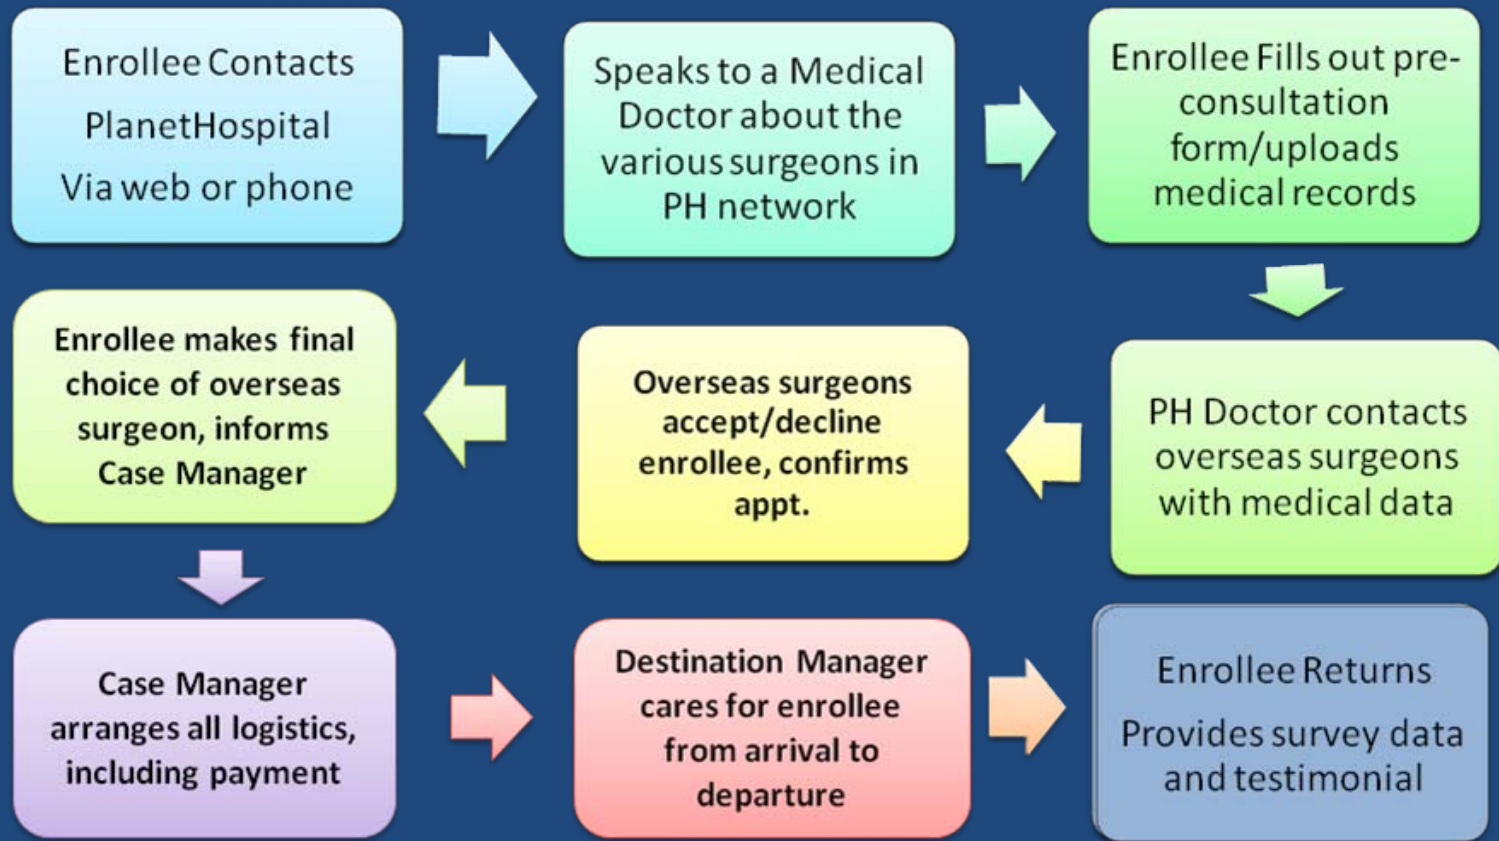 Enrollee Contacts
PlanetHospital
Via web or phone
Speaks to a Medical
Doctor about the
various surgeons in
PH network
Enrollee Fills out pre-
consultation
form/uploads
medical records
PH Doctor contacts
overseas surgeons
with medical data
Overseas surgeons
accept/decline
enrollee, confirms
appt.
Enrollee makes final
choice of overseas
surgeon, informs
Case Manager
Case Manager
arranges all logistics,
including payment
Destination Manager
cares for enrollee
from arrival to
departure
Enrollee Returns
Provides survey data
and testimonial